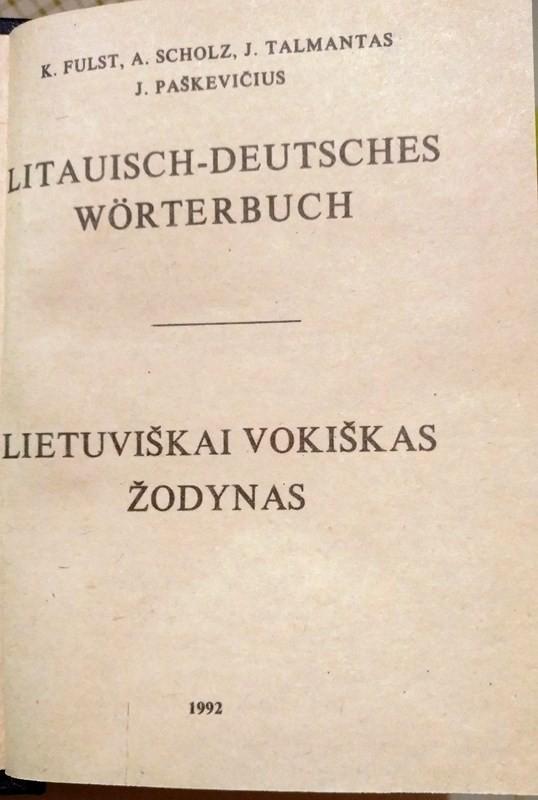 K. FULST, A. SCHOLZ, J. TALMANTAS
J. PAŠKEVIČIUS
LITAUISCH-DEUTSCHES
WÖRTERBUCH
LIETUVIŠKAI VOKIŠKAS
ŽODYNAS
1992